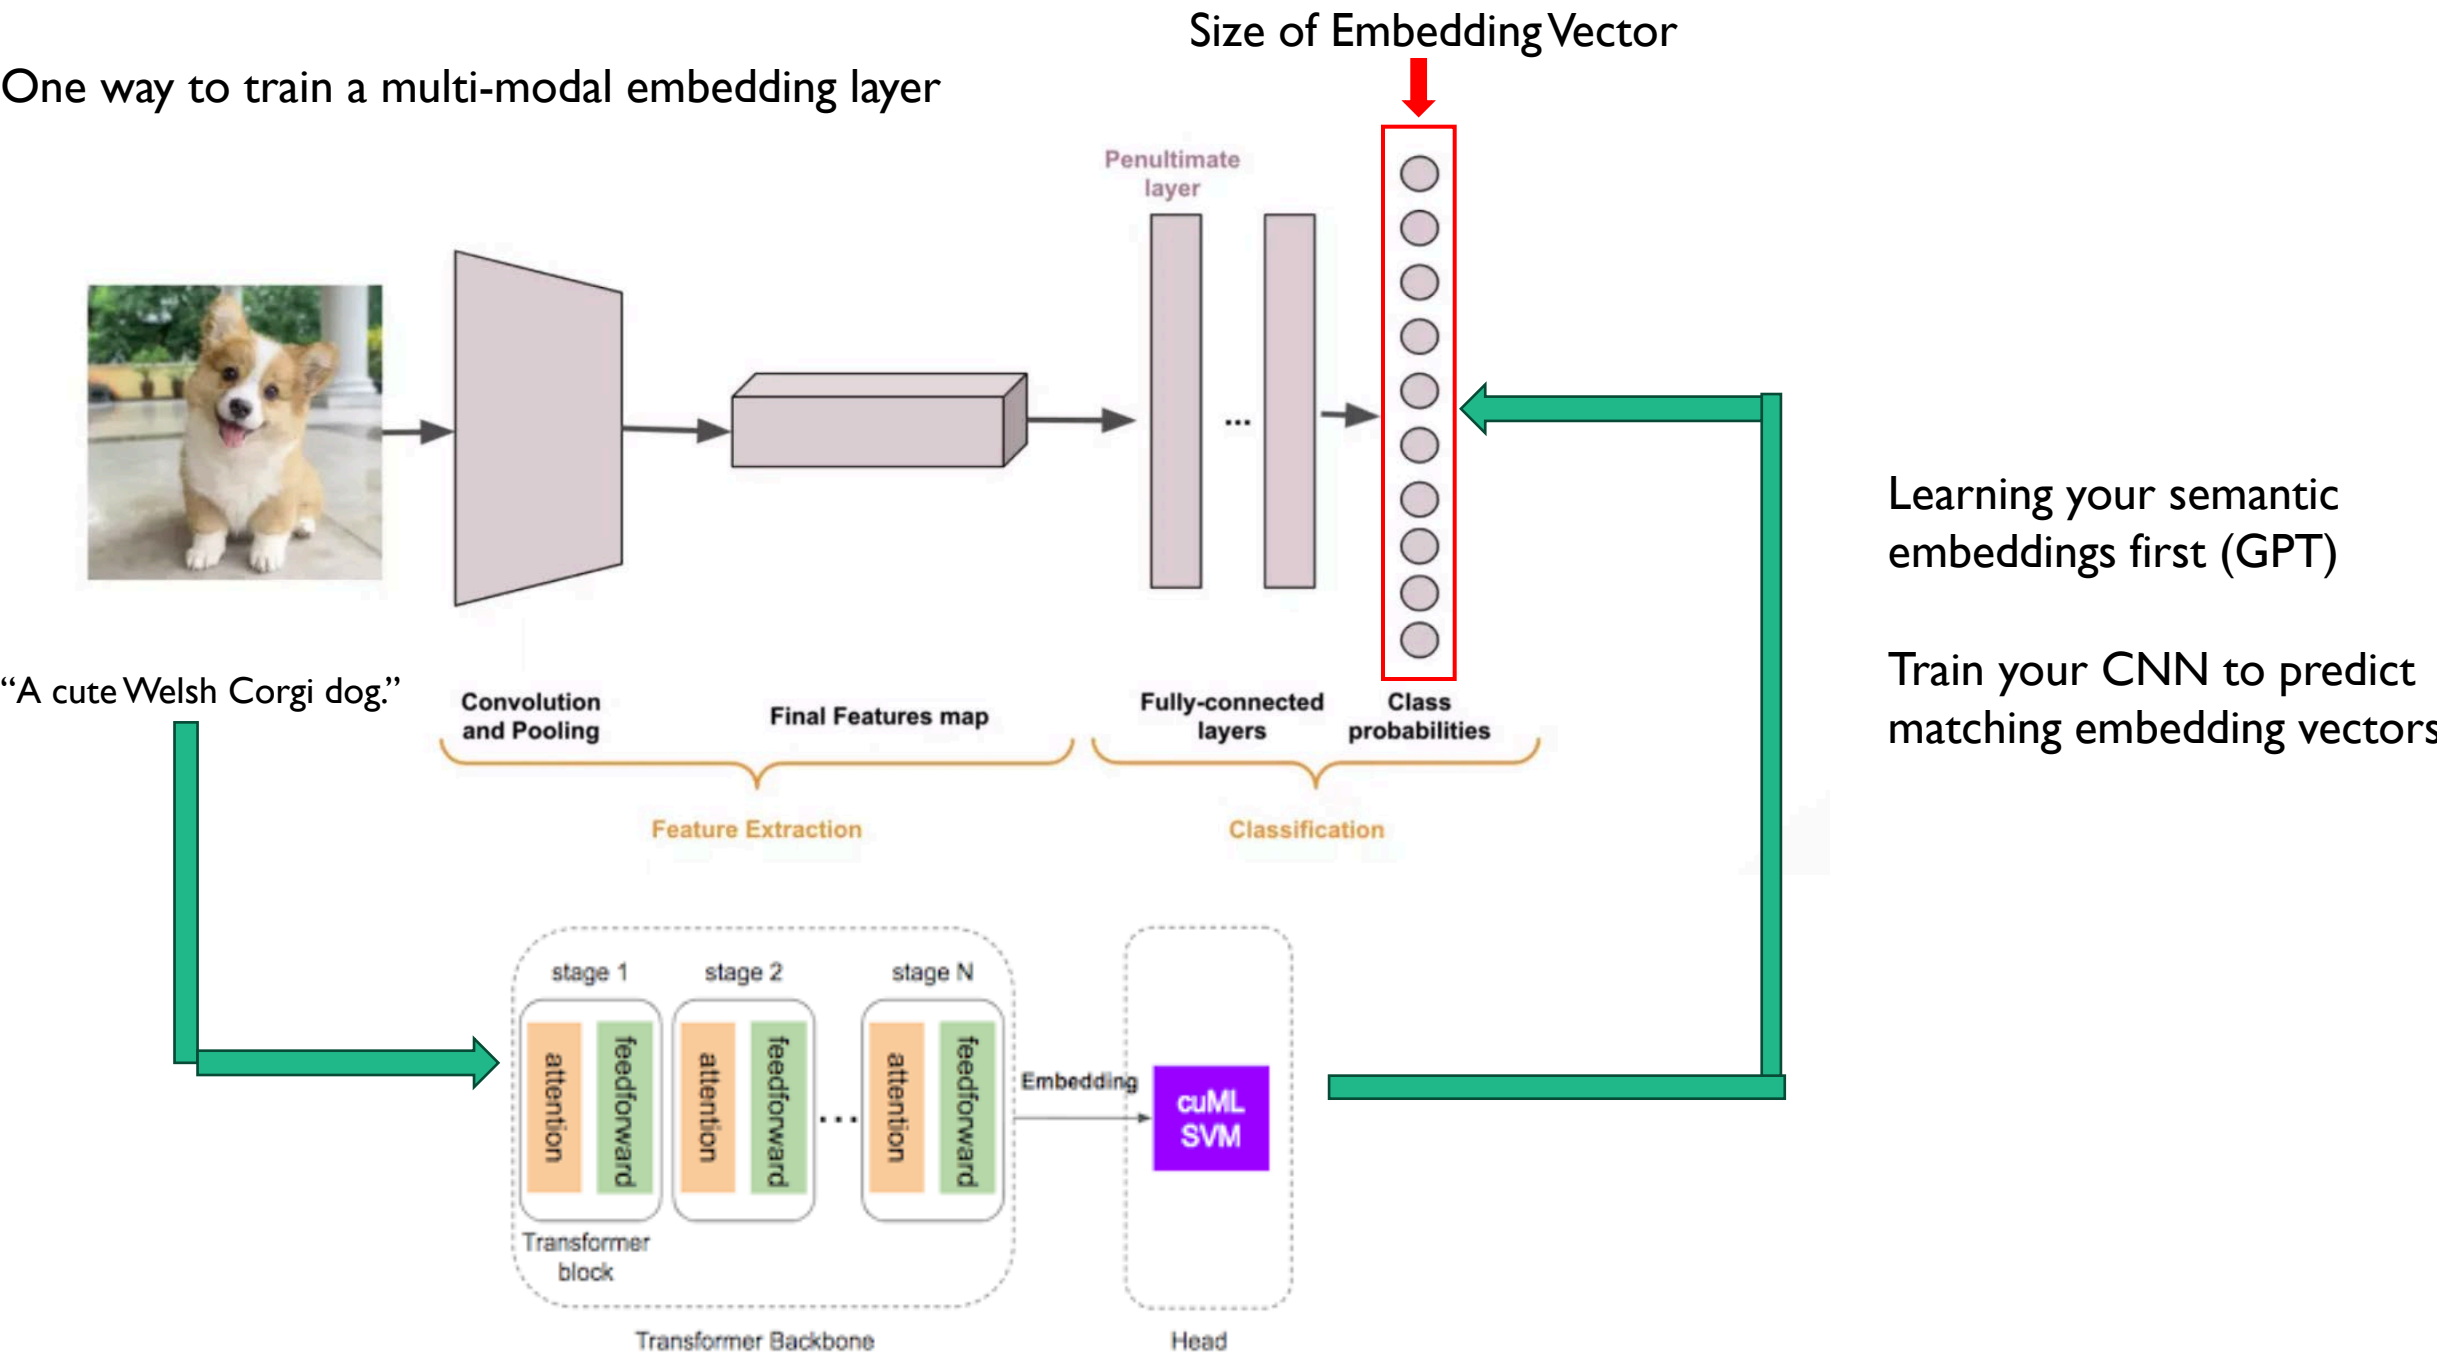 Size of Embedding Vector
One way to train a multi-modal embedding layer
Penultimate
layer
...
Learning your semantic
embeddings first (GPT)
Train your CNN to predict
matching embedding vectors
“A cute Welsh Corgi dog.”
Convolution
and Pooling
Final Features map
Fully-connected
layers
Class
probabilities
Feature Extraction
Classification
stage 1
stage 2
stage N
attention
feedforward
attention
feedforward
...
attention
feedforward
Embedding
cuML
SVM
Transformer
block
Transformer Backbone
Head